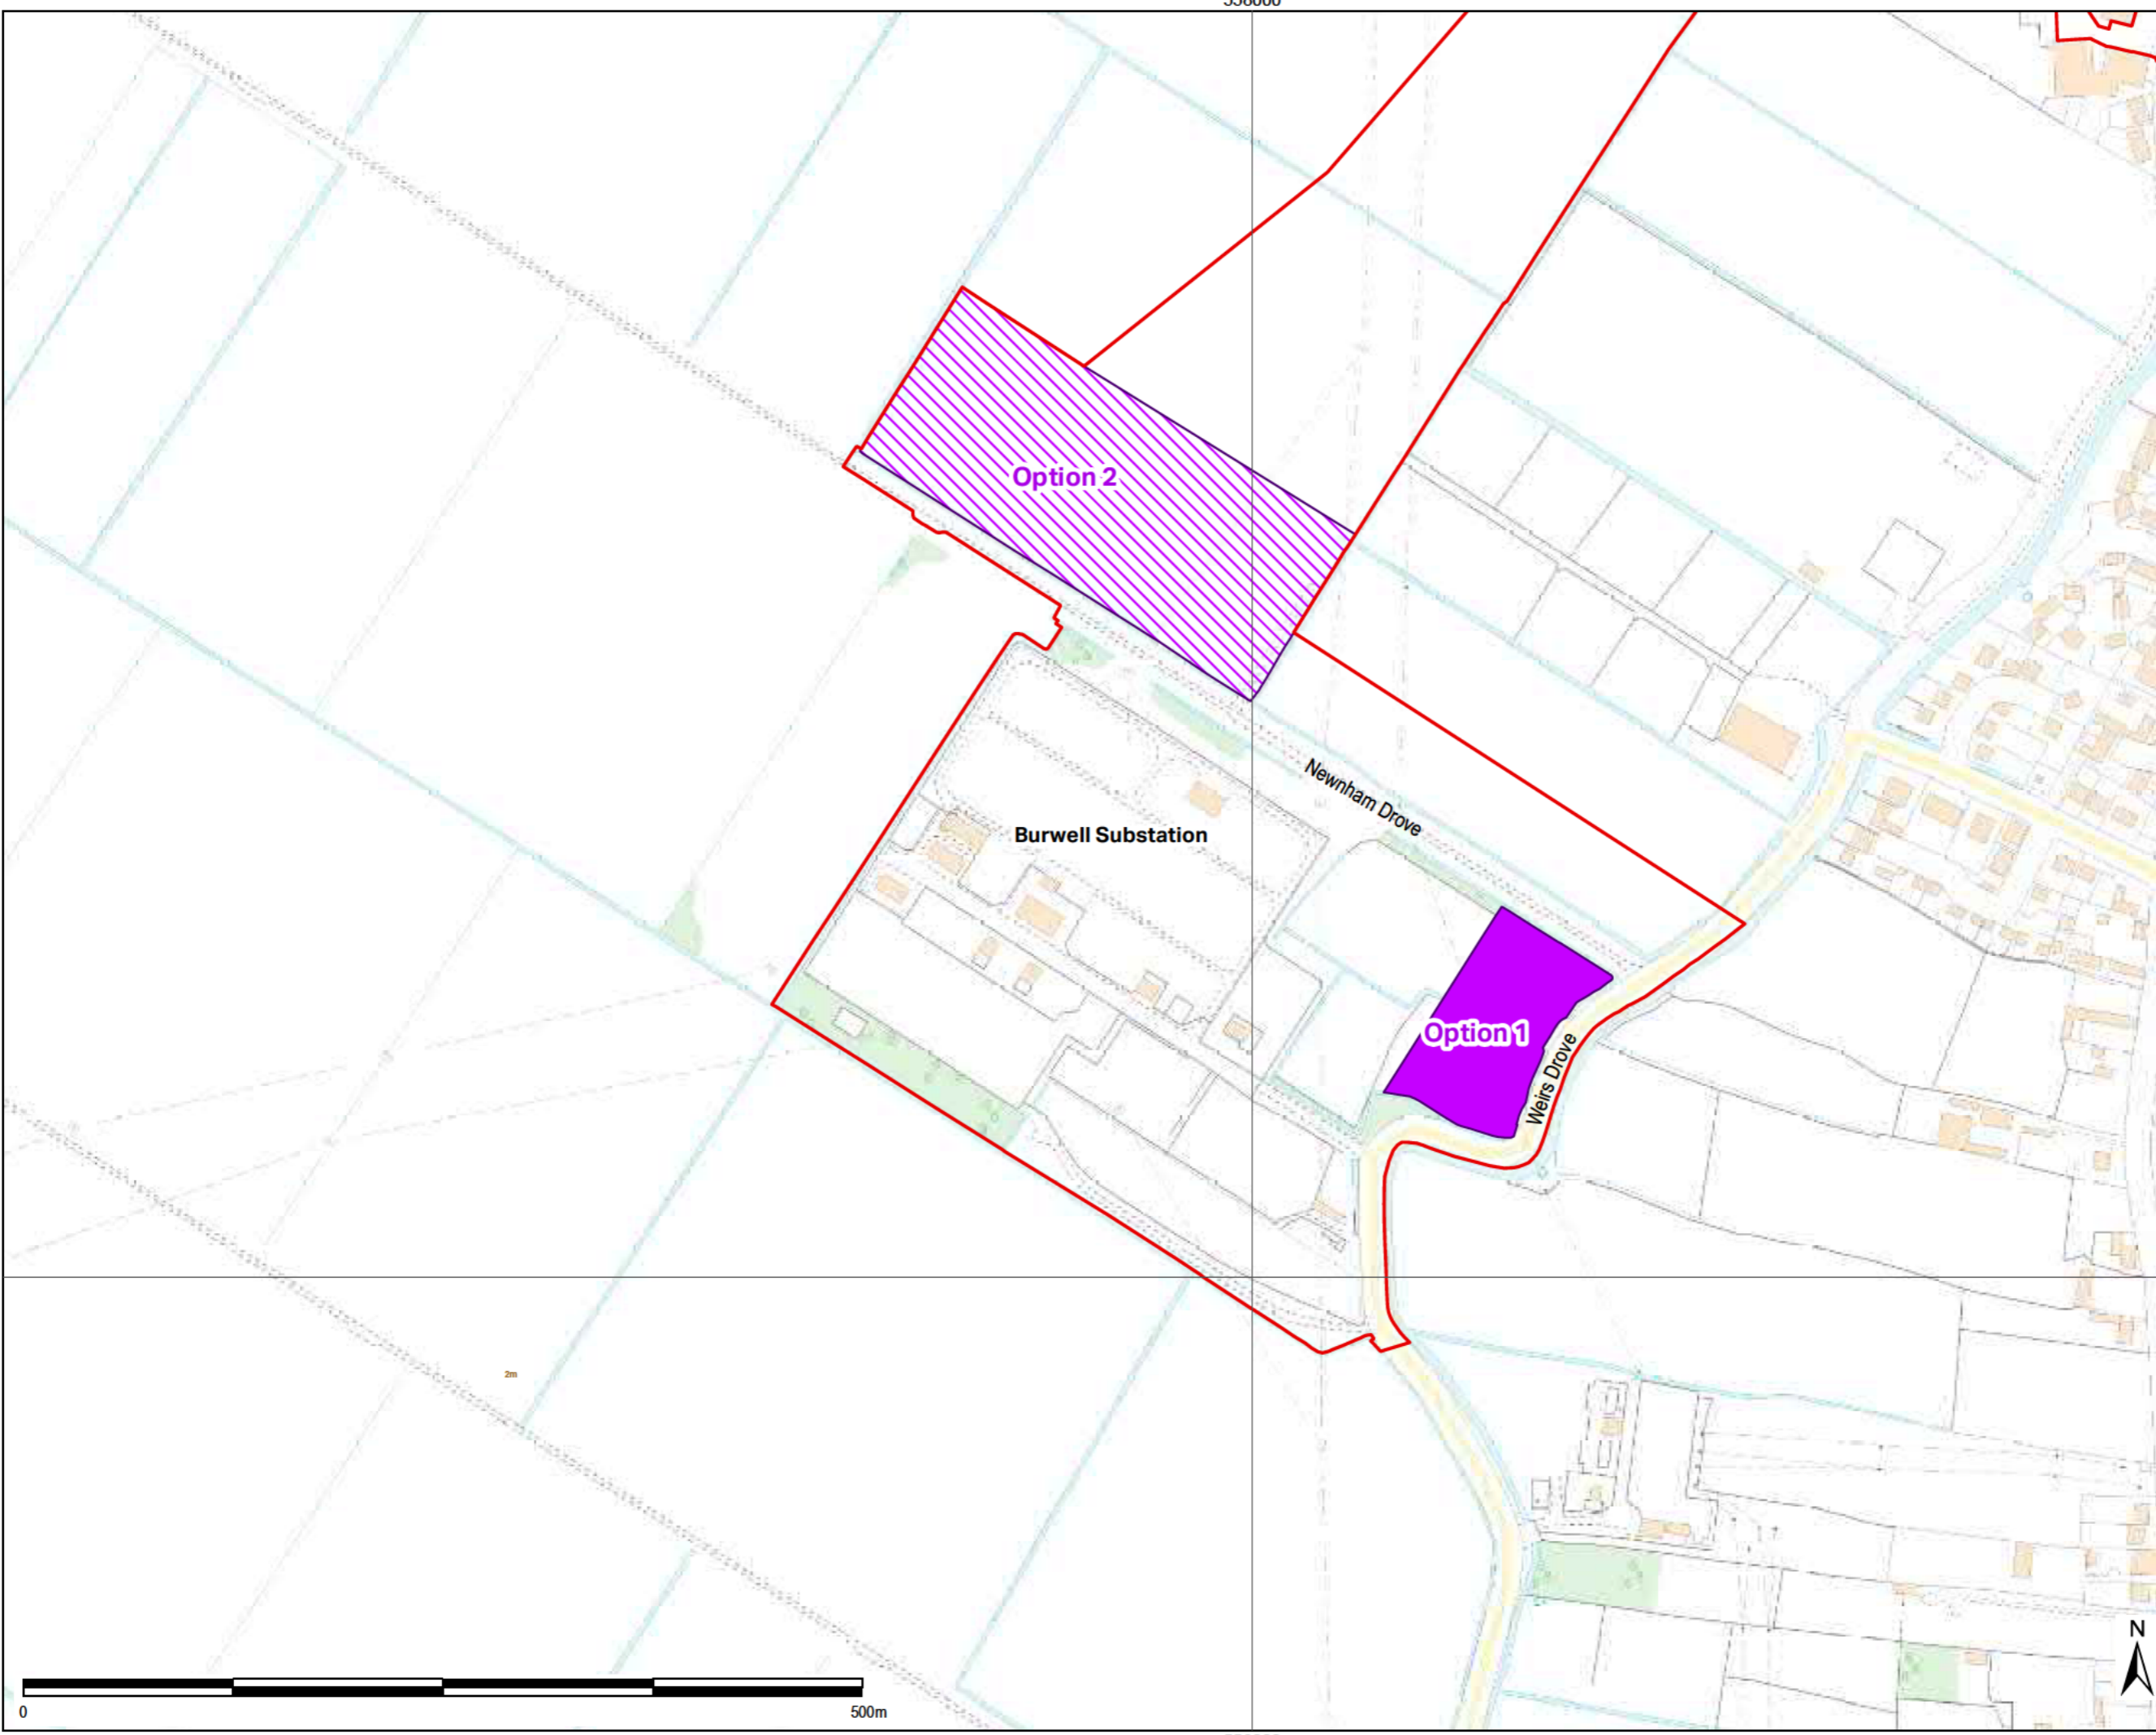 Option 2
Newnham Drove
Burwell Substation
Option 1
Weirs Drove
2m
0
500m
N